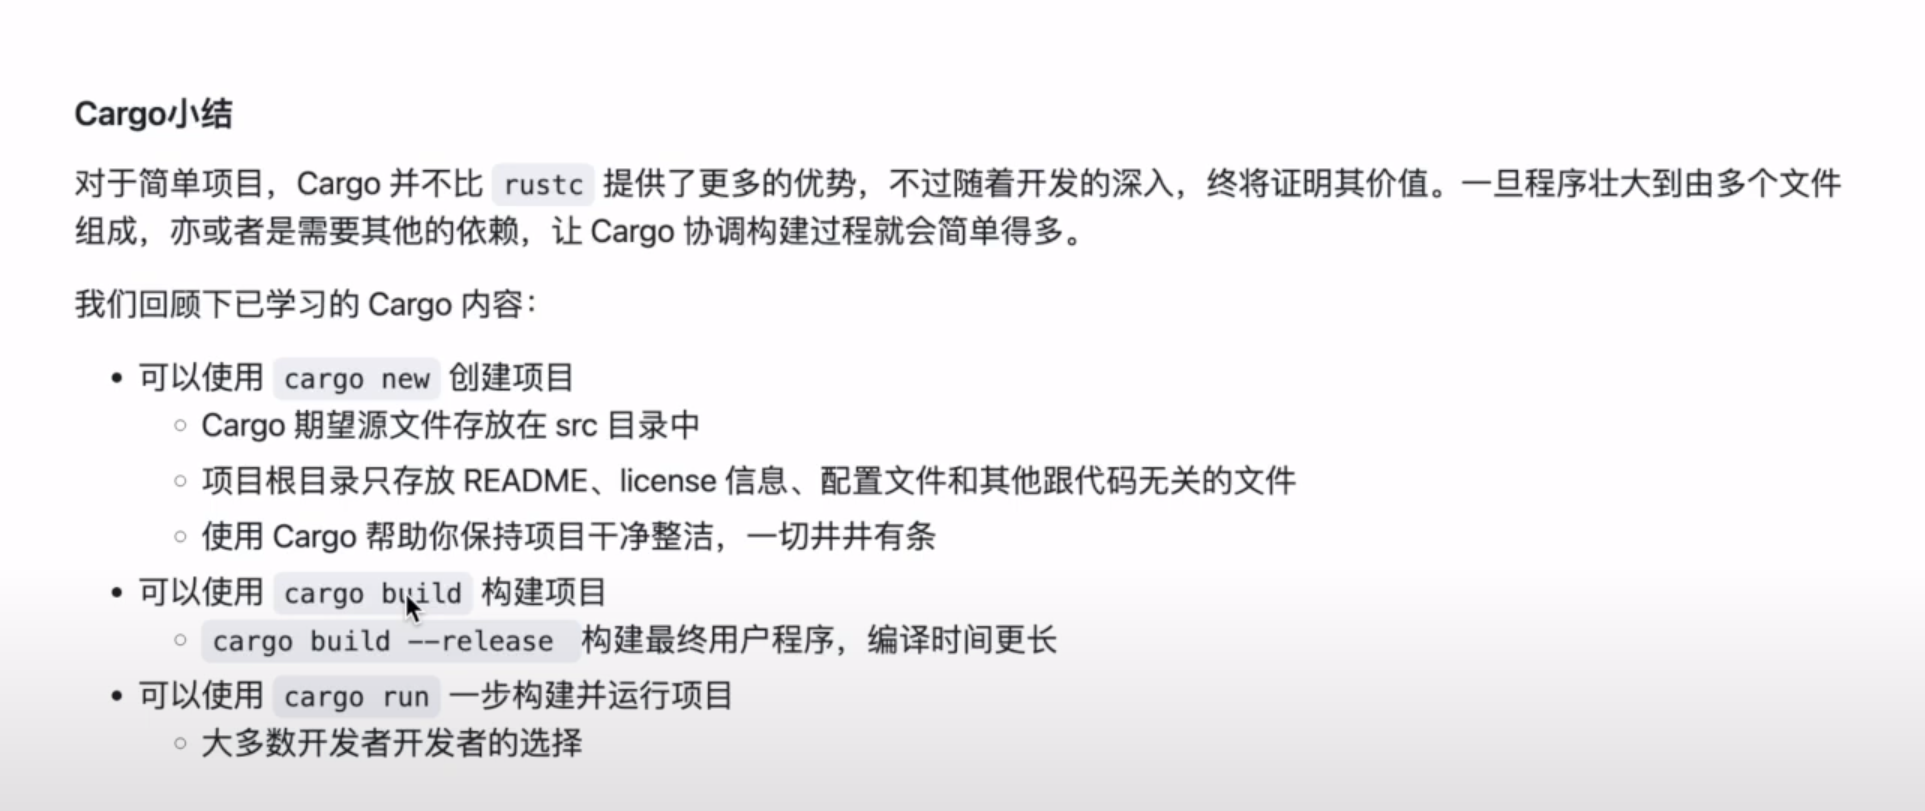 Cargo小结
对于简单项目，Cargo 并不比 rustc 提供了更多的优势，不过随着开发的深入，终将证明其价值。一旦程序壮大到由多个文件
组成，亦或者是需要其他的依赖，让 Cargo 协调构建过程就会简单得多。
我们回顾下已学习的 Cargo 内容：
• 可以使用 cargo new 创建项目
○ Cargo 期望源文件存放在 src 目录中
○ 项目根目录只存放 README、license 信息、配置文件和其他跟代码无关的文件
○ 使用 Cargo 帮助你保持项目干净整洁，一切井井有条
• 可以使用 cargo build 构建项目
○ cargo build --release 构建最终用户程序，编译时间更长
• 可以使用 cargo run 一步构建并运行项目
○ 大多数开发者开发者的选择